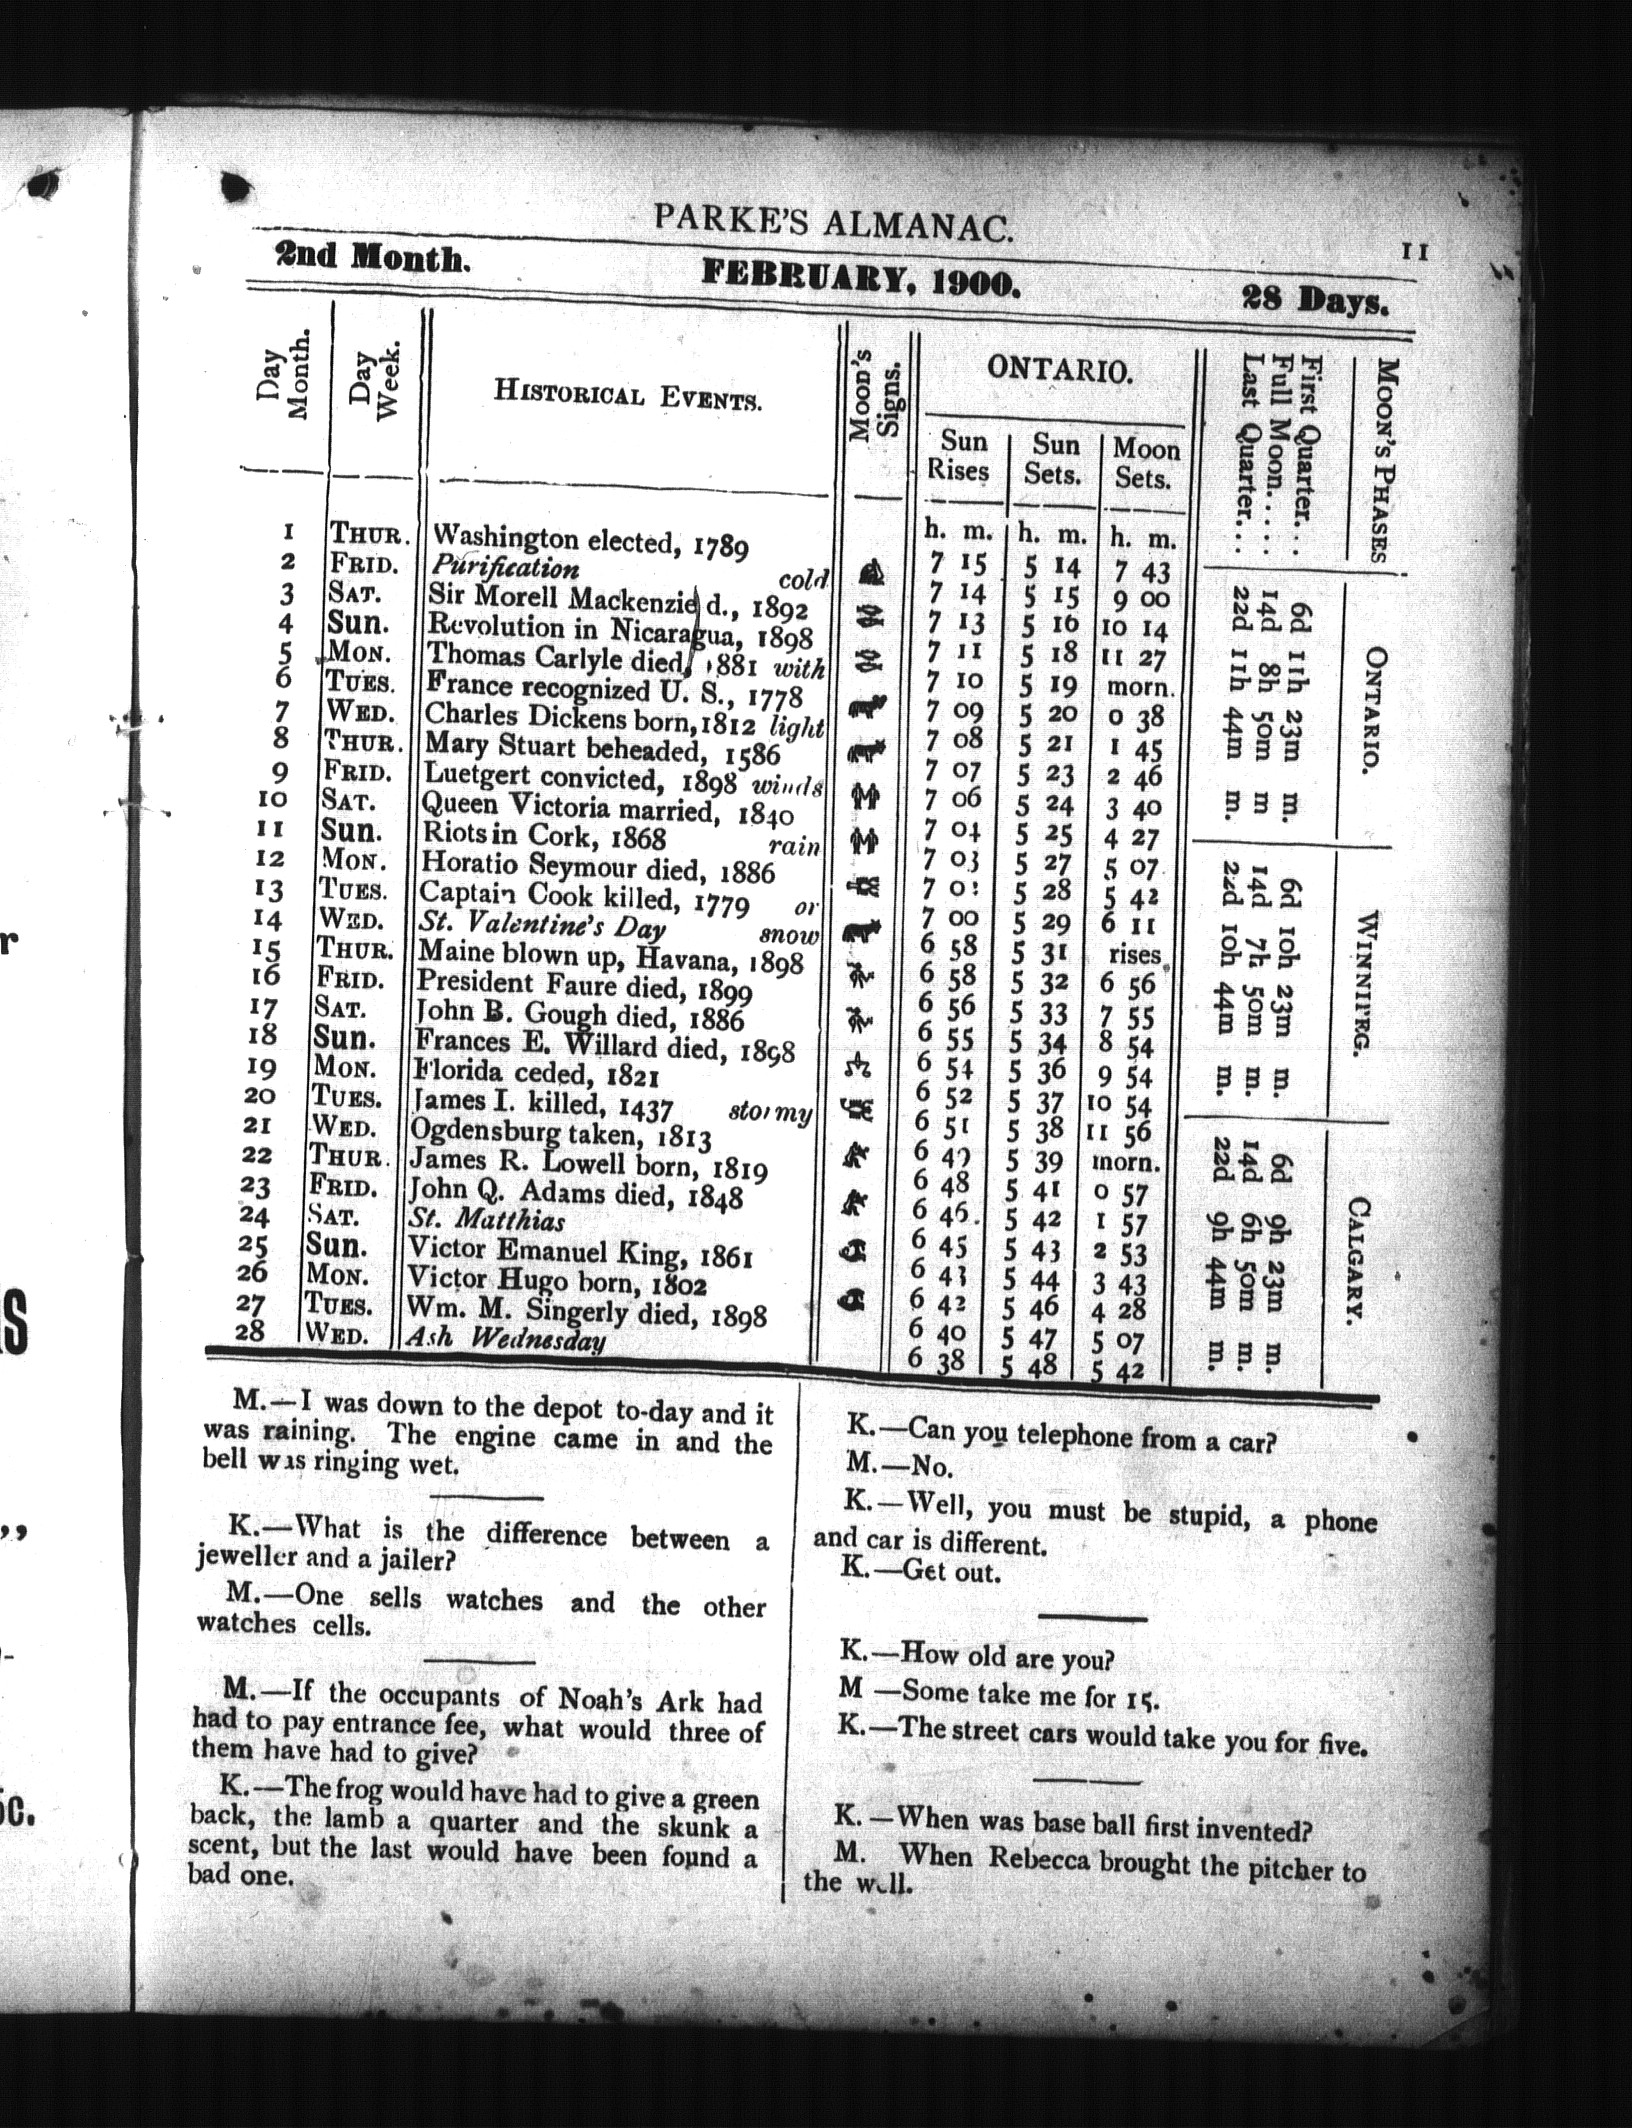 PARKE'S ALMANAC.
11
2nd Month. FEBRUARY, 1900. 28 Days.
Day Month.
Day Week.
HISTORICAL EVENTS.
Moon's Signs.
ONTARIO.
Sun Rises
Sun Sets.
Moon Sets.
h. m. h. m. h. m.
1 THUR. Washington elected, 1789 7 15 5 14 7 43
2 FRID. Purification cold 7 14 5 15 9 00
3 SAT. Sir Morell Mackenzie d., 1892 7 13 5 16 10 14
4 Sun. Revolution in Nicaragua, 1898 7 11 5 18 11 27
5 MON. Thomas Carlyle died, 1881 with 7 10 5 19 morn.
6 TUES. France recognized U. S., 1778 7 09 5 20 0 38
7 WED. Charles Dickens born, 1812 light 7 08 5 21 1 45
8 THUR. Mary Stuart beheaded, 1586 7 07 5 23 2 46
9 FRID. Luetgert convicted, 1898 winds 7 06 5 24 3 40
10 SAT. Queen Victoria married, 1840 7 04 5 25 4 27
11 Sun. Riots in Cork, 1868 rain 7 03 5 27 5 07
12 MON. Horatio Seymour died, 1886 7 5 28 5 42
13 TUES. Captain Cook killed, 1779 or 7 00 5 29 6 11
14 WED. St. Valentine's Day snow 6 58 5 31 rises.
15 THUR. Maine blown up, Havana, 1898 6 58 5 32 6 56
16 FRID. President Faure died, 1899 6 56 5 33 7 55
17 SAT. John B. Gough died, 1886 6 55 5 34 8 54
18 Sun. Frances E. Willard died, 1898 6 54 5 36 9 54
19 MON. Florida ceded, 1821 6 52 5 37 10 54
20 TUES. James I. killed, 1437 stormy 6 51 5 38 11 56
21 WED. Ogdensburg taken, 1813 6 49 5 39 morn.
22 THUR. James R. Lowell born, 1819 6 48 5 41 0 57
23 FRID. John Q. Adams died, 1848 6 46 5 42 1 57
24 SAT. St. Matthias 6 45 5 43 2 53
25 Sun. Victor Emanuel King, 1861 6 43 5 44 3 43
26 MON. Victor Hugo born, 1802 6 42 5 46 4 28
27 TUES. Wm. M. Singerly died, 1898 6 40 5 47 5 07
28 WED. Ash Wednesday 6 38 5 48 5 42
MOON'S PHASES ONTARIO. WINNIPEG. CALGARY.
First Quarter... 6d 11h 23m m. 6d 10h 23m m. 6d 9h 23m m.
Full Moon..... 14d 8h 50m m 14d 7h 50m m. 14d 6h 50m m.
Last Quarter... 22d 11h 44m m. 22d 10h 44m m. 22d 9h 44m m.
M.—I was down to the depot to-day and it
was raining. The engine came in and the
bell was ringing wet.
K.—What is the difference between a
jeweller and a jailer?
M.—One sells watches and the other
watches cells.
M.—If the occupants of Noah's Ark had
had to pay entrance fee, what would three of
them have had to give?
K.—The frog would have had to give a green
back, the lamb a quarter and the skunk a
scent, but the last would have been found a
bad one.
K.—Can you telephone from a car?
M.—No.
K.—Well, you must be stupid, a phone
and car is different.
K.—Get out.
K.—How old are you?
M —Some take me for 15.
K.—The street cars would take you for five.
K.—When was base ball first invented?
M. When Rebecca brought the pitcher to
the well.